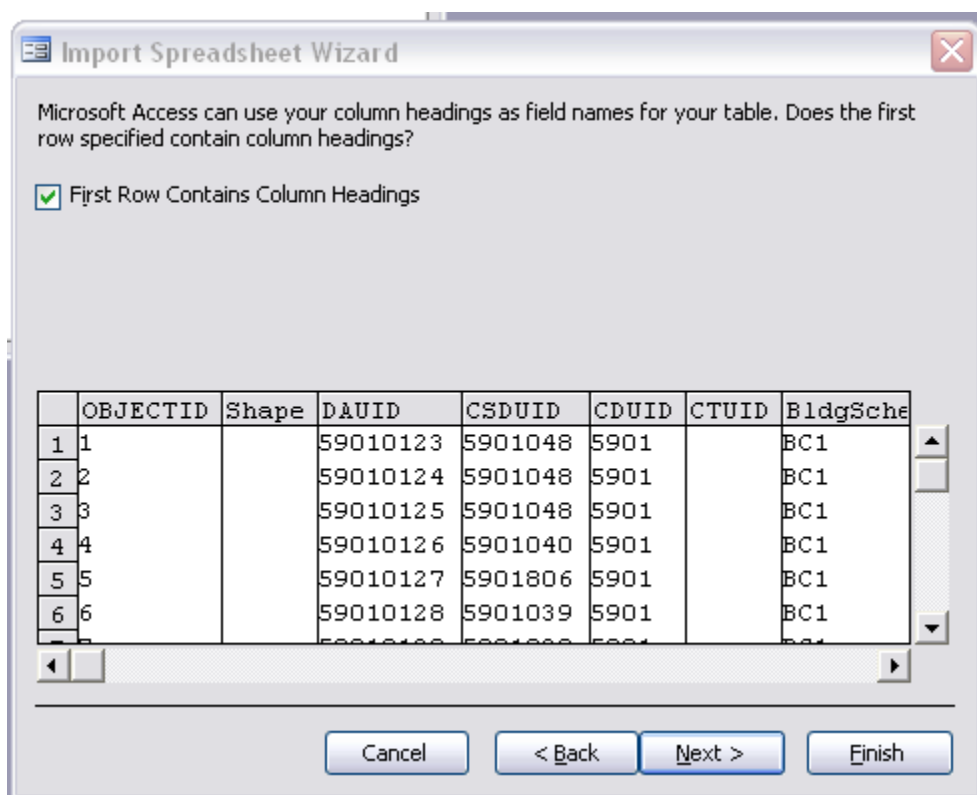 Import Spreadsheet Wizard
Microsoft Access can use your column headings as field names for your table. Does the first
row specified contain column headings?
First Row Contains Column Headings
OBJECTID Shape DAUID CSDUID CDUID CTUID BldgSche
1 1 59010123 5901048 5901 BC1
2 2 59010124 5901048 5901 BC1
3 3 59010125 5901048 5901 BC1
4 4 59010126 5901040 5901 BC1
5 5 59010127 5901806 5901 BC1
6 6 59010128 5901039 5901 BC1
Cancel < Back Next > Finish